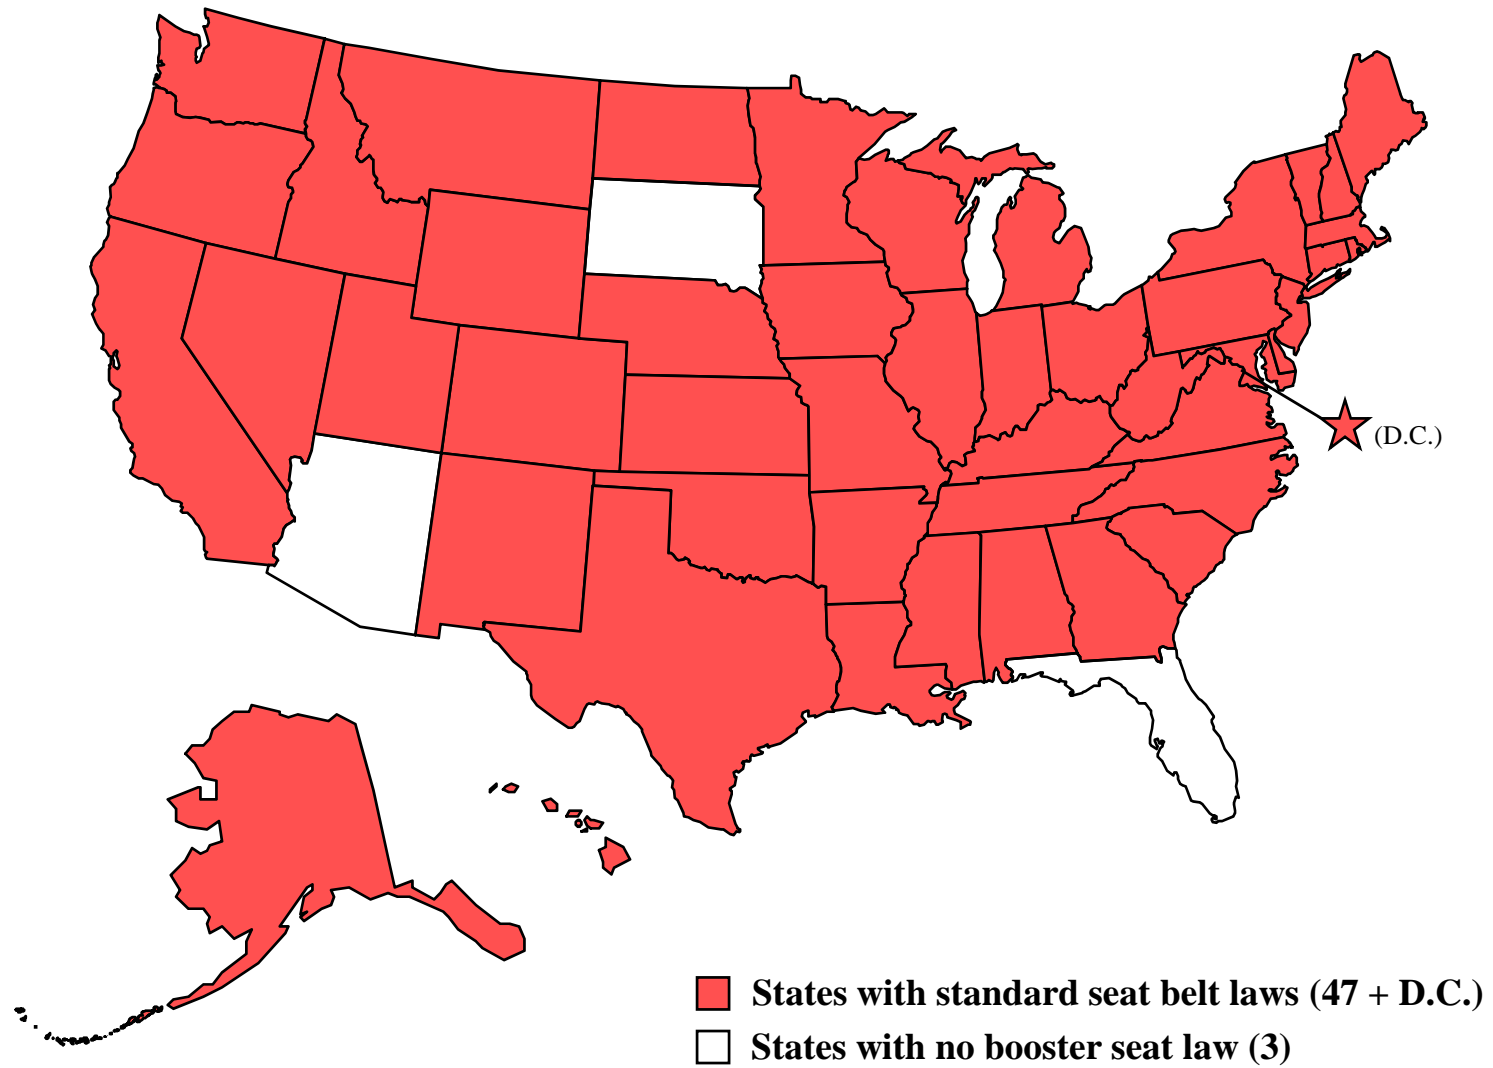 (D.C.)
States with standard seat belt laws (47 + D.C.)
States with no booster seat law (3)